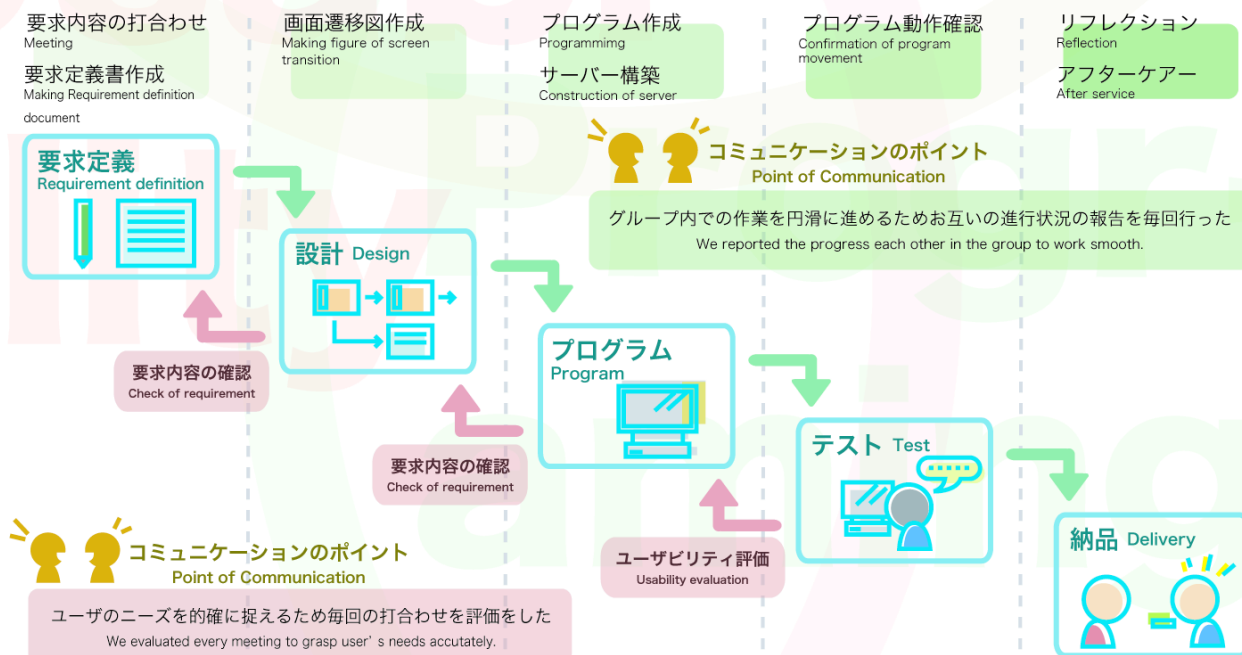 要求内容の打合わせ
Meeting
要求定義書作成
Making Requirement definition
document
画面遷移図作成
Making figure of screen
transition
プログラム作成
Programmimg
サーバー構築
Construction of server
プログラム動作確認
Confirmation of program
movement
リフレクション
Reflection
アフターケアー
After service
要求定義
Requirement definition
コミュニケーションのポイント
Point of Communication
グループ内での作業を円滑に進めるためお互いの進行状況の報告を毎回行った
We reported the progress each other in the group to work smooth.
設計 Design
要求内容の確認
Check of requirement
プログラム
Program
要求内容の確認
Check of requirement
テスト Test
ユーザビリティ評価
Usability evaluation
納品 Delivery
コミュニケーションのポイント
Point of Communication
ユーザのニーズを的確に捉えるため毎回の打合わせを評価をした
We evaluated every meeting to grasp user's needs accutately.